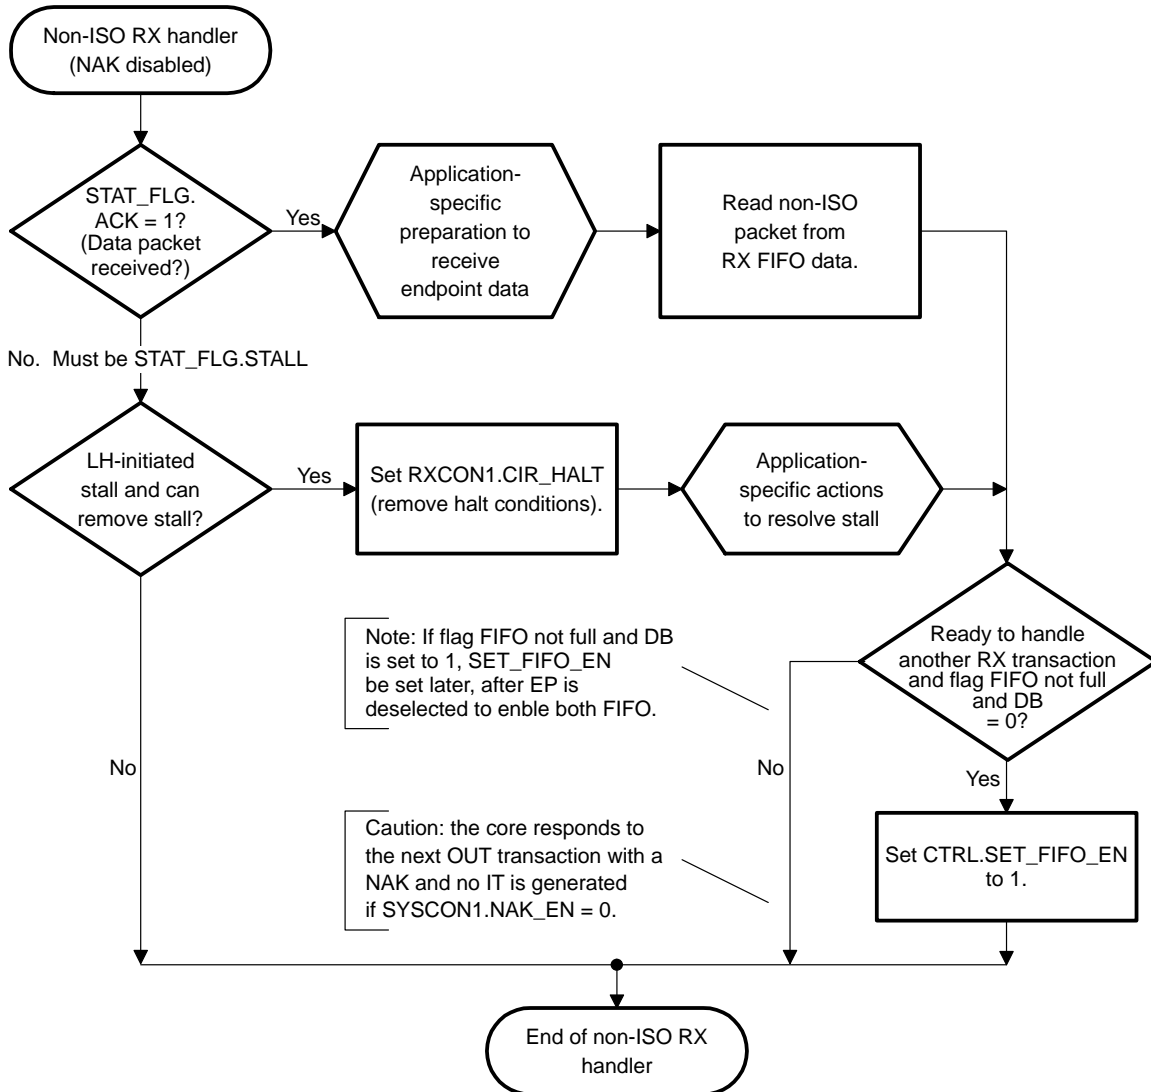 Non-ISO RX handler
(NAK disabled)
STAT_FLG.
ACK = 1?
(Data packet
received?)
Yes
Application-
specific
preparation to
receive
endpoint data
Read non-ISO
packet from
RX FIFO data.
No. Must be STAT_FLG.STALL
LH-initiated
stall and can
remove stall?
Yes
Set RXCON1.CIR_HALT
(remove halt conditions).
Application-
specific actions
to resolve stall
Ready to handle
another RX transaction
and flag FIFO not full
and DB
= 0?
Note: If flag FIFO not full and DB
is set to 1, SET_FIFO_EN
be set later, after EP is
deselected to enble both FIFO.
No
No
Yes
Caution: the core responds to
the next OUT transaction with a
NAK and no IT is generated
if SYSCON1.NAK_EN = 0.
Set CTRL.SET_FIFO_EN
to 1.
End of non-ISO RX
handler